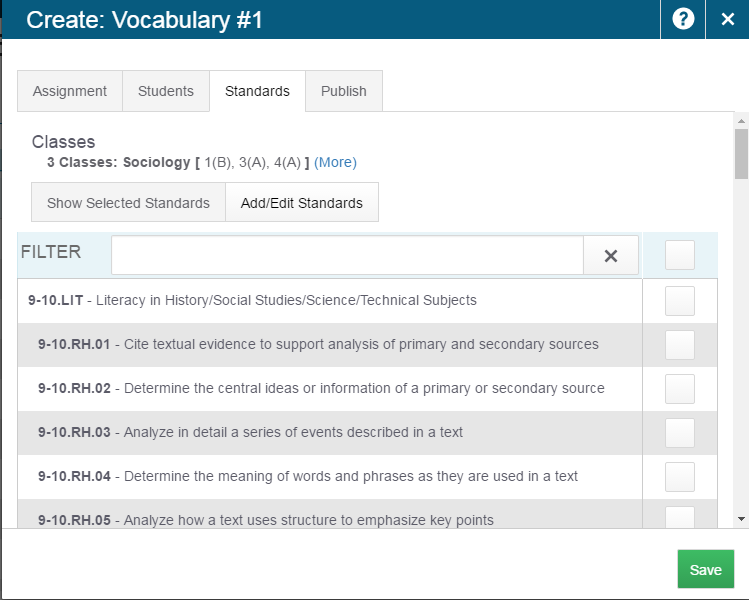 Create: Vocabulary #1
?
×
Assignment
Students
Standards
Publish
Classes
3 Classes: Sociology [ 1(B), 3(A), 4(A) ] (More)
Show Selected Standards
Add/Edit Standards
FILTER
×
9-10.LIT - Literacy in History/Social Studies/Science/Technical Subjects
9-10.RH.01 - Cite textual evidence to support analysis of primary and secondary sources
9-10.RH.02 - Determine the central ideas or information of a primary or secondary source
9-10.RH.03 - Analyze in detail a series of events described in a text
9-10.RH.04 - Determine the meaning of words and phrases as they are used in a text
9-10.RH.05 - Analyze how a text uses structure to emphasize key points
Save